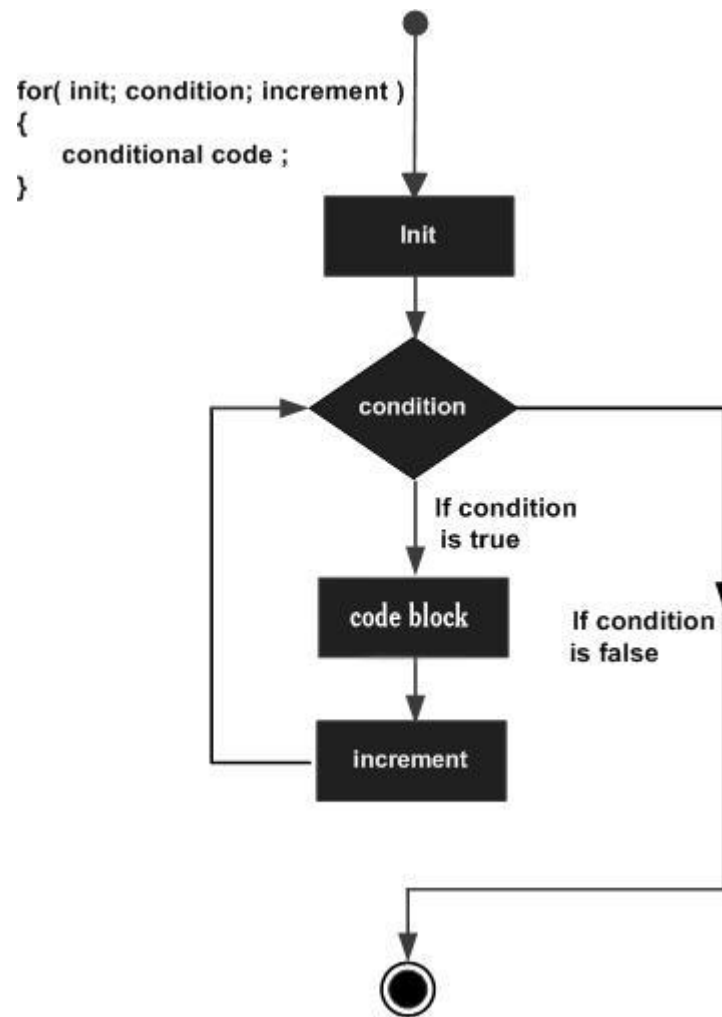 for( init; condition; increment )
{
conditional code ;
}
Init
condition
If condition
is true
code block
If condition
is false
increment